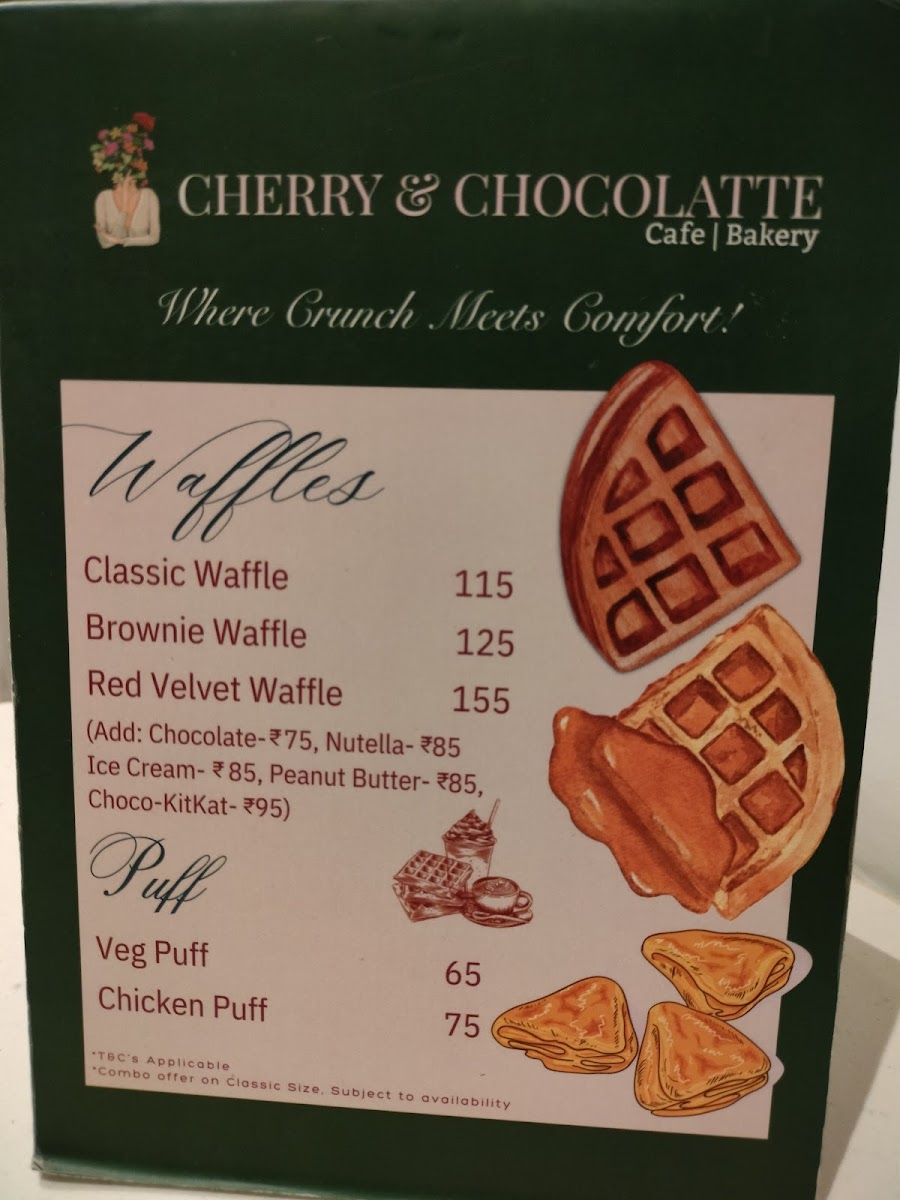 CHERRY & CHOCOLATTE
Cafe | Bakery
Where Crunch Meets Comfort!
Waffles
Classic Waffle 115
Brownie Waffle 125
Red Velvet Waffle 155
(Add: Chocolate-₹75, Nutella- ₹85
Ice Cream- ₹85, Peanut Butter- ₹85,
Choco-KitKat- ₹95)
Puff
Veg Puff 65
Chicken Puff 75
*T&C's Applicable
*Combo offer on Classic Size, Subject to availability